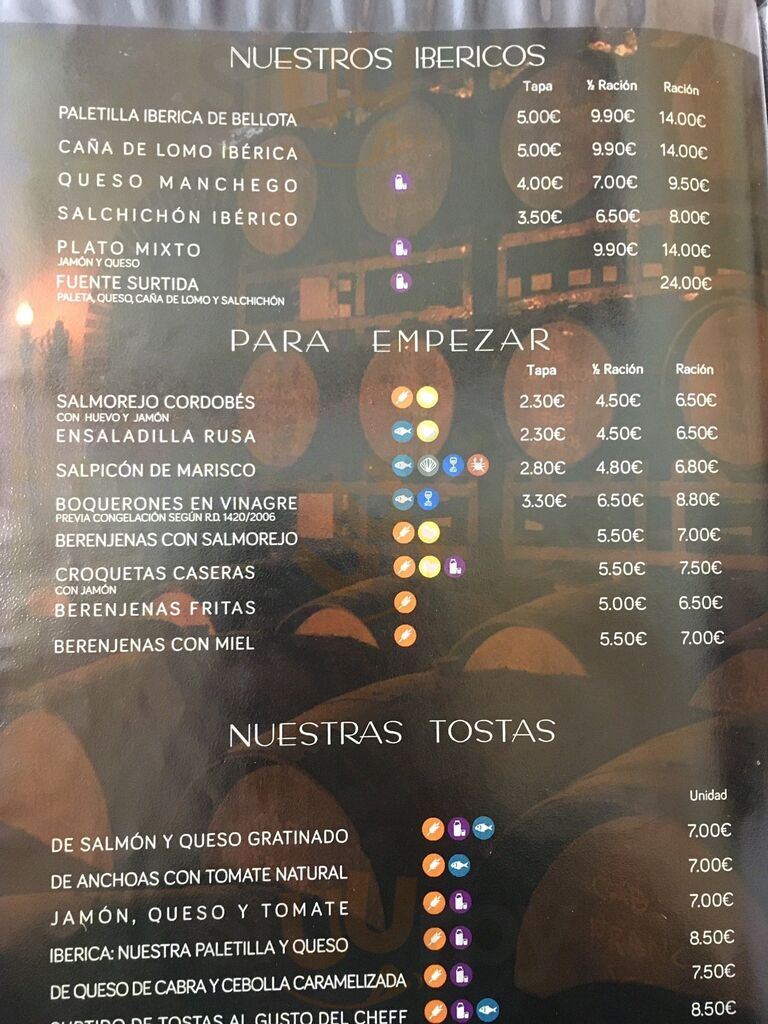 NUESTROS IBERICOS
Tapa ½ Ración Ración
PALETILLA IBERICA DE BELLOTA 5.00€ 9.90€ 14.00€
CAÑA DE LOMO IBÉRICA 5.00€ 9.90€ 14.00€
QUESO MANCHEGO 4.00€ 7.00€ 9.50€
SALCHICHÓN IBÉRICO 3.50€ 6.50€ 8.00€
PLATO MIXTO 9.90€ 14.00€
JAMÓN Y QUESO
FUENTE SURTIDA 24.00€
PALETA, QUESO, CAÑA DE LOMO Y SALCHICHÓN
PARA EMPEZAR
Tapa ½ Ración Ración
SALMOREJO CORDOBÉS 2.30€ 4.50€ 6.50€
CON HUEVO Y JAMÓN
ENSALADILLA RUSA 2.30€ 4.50€ 6.50€
SALPICÓN DE MARISCO 2.80€ 4.80€ 6.80€
BOQUERONES EN VINAGRE 3.30€ 6.50€ 8.80€
PREVIA CONGELACIÓN SEGÚN R.D. 1420/2006
BERENJENAS CON SALMOREJO 5.50€ 7.00€
CROQUETAS CASERAS 5.50€ 7.50€
CON JAMÓN
BERENJENAS FRITAS 5.00€ 6.50€
BERENJENAS CON MIEL 5.50€ 7.00€
NUESTRAS TOSTAS
Unidad
DE SALMÓN Y QUESO GRATINADO 7.00€
DE ANCHOAS CON TOMATE NATURAL 7.00€
JAMÓN, QUESO Y TOMATE 7.00€
IBERICA: NUESTRA PALETILLA Y QUESO 8.50€
DE QUESO DE CABRA Y CEBOLLA CARAMELIZADA 7.50€
SURTIDO DE TOSTAS AL GUSTO DEL CHEFF 8.50€